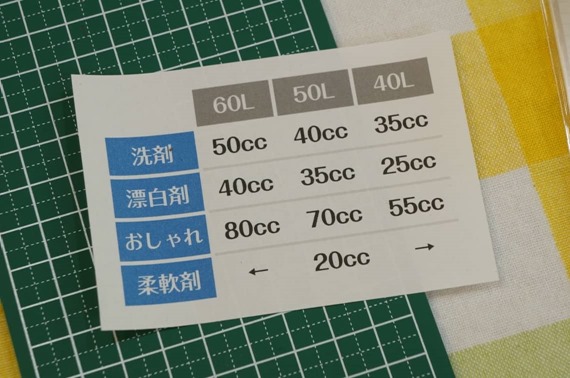 60L 50L 40L
洗剤 50cc 40cc 35cc
漂白剤 40cc 35cc 25cc
おしゃれ 80cc 70cc 55cc
柔軟剤 ← 20cc →